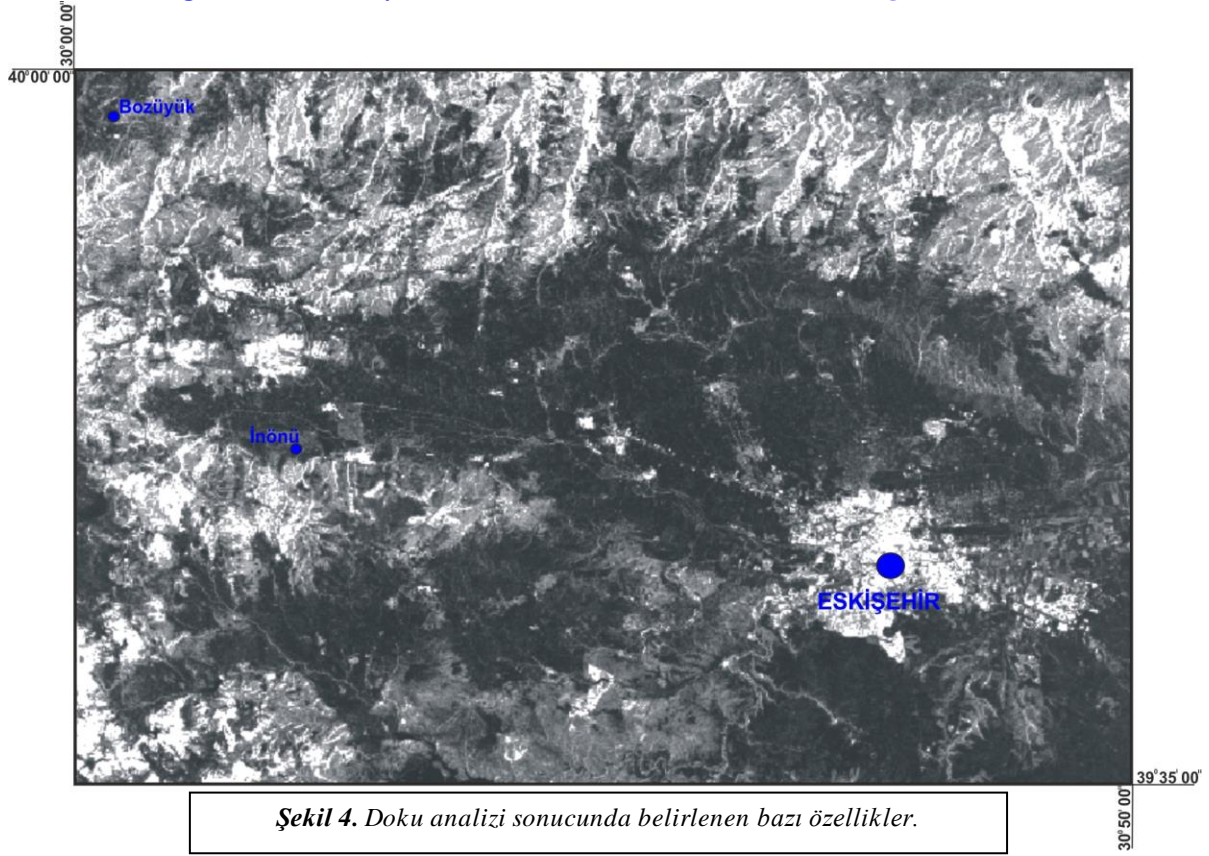 30°00'00"
40°00'00"
Bozüyük
İnönü
ESKİŞEHİR
39°35'00"
30°50'00"
Şekil 4. Doku analizi sonucunda belirlenen bazı özellikler.